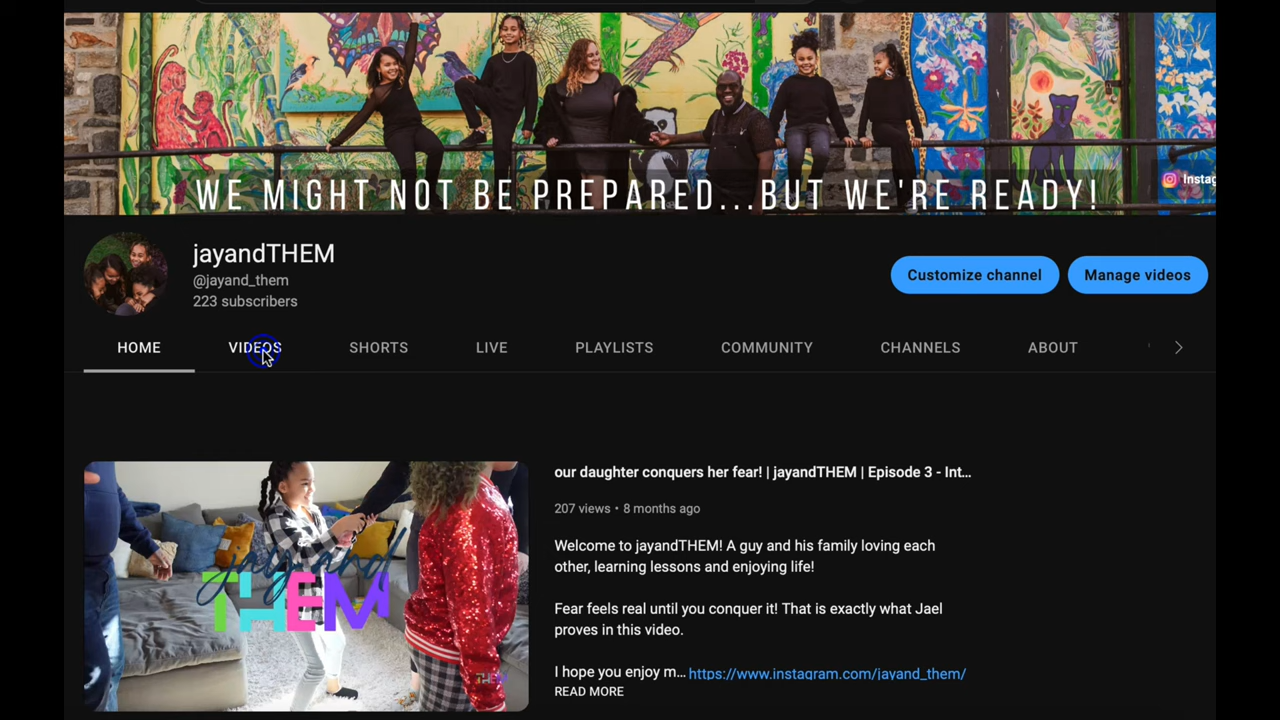 WE MIGHT NOT BE PREPARED...BUT WE'RE READY!
Instag
jayandTHEM
@jayand_them
223 subscribers
Customize channel
Manage videos
HOME
VIDEOS
SHORTS
LIVE
PLAYLISTS
COMMUNITY
CHANNELS
ABOUT
jay and
THEM
THEM
our daughter conquers her fear! | jayandTHEM | Episode 3 - Int...
207 views • 8 months ago
Welcome to jayandTHEM! A guy and his family loving each
other, learning lessons and enjoying life!
Fear feels real until you conquer it! That is exactly what Jael
proves in this video.
I hope you enjoy m... https://www.instagram.com/jayand_them/
READ MORE